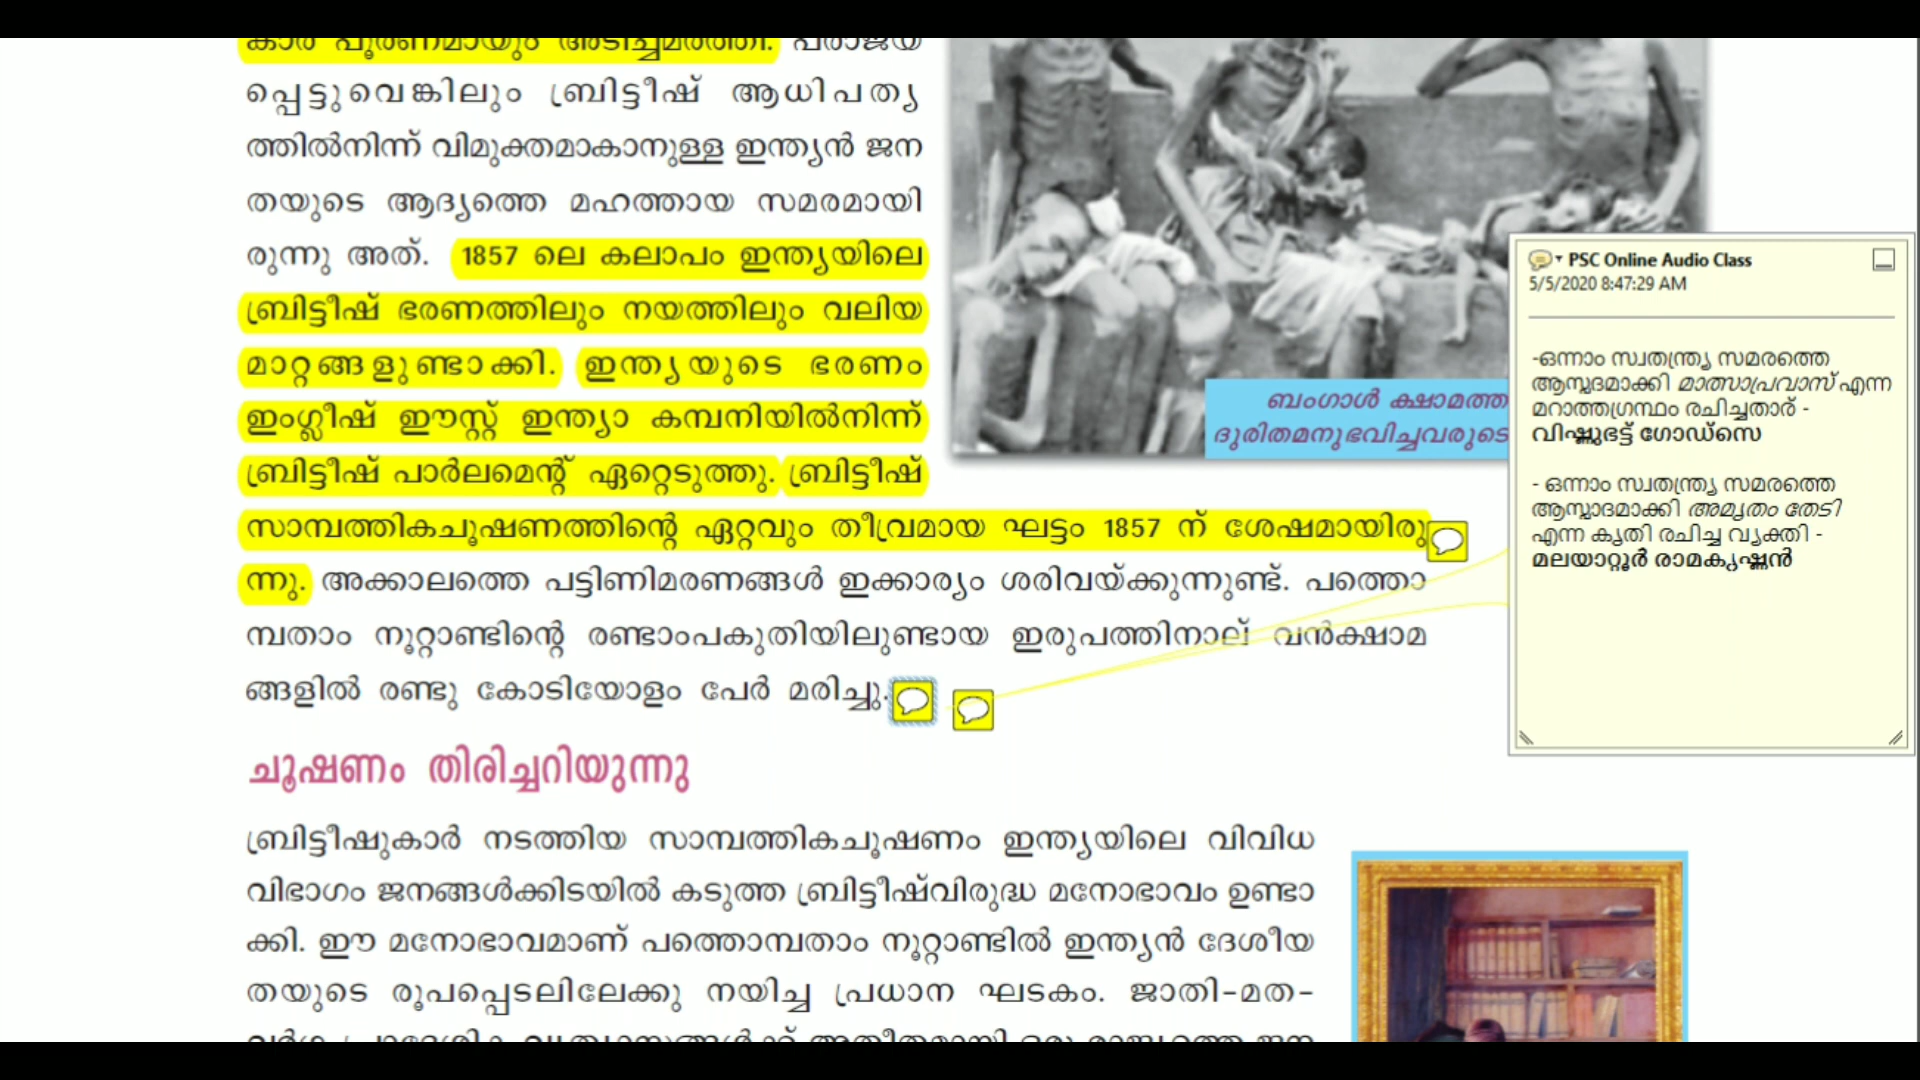 കാർ പൂർണമായും അടിച്ചമർത്തി. പരാജയ
പ്പെട്ടുവെങ്കിലും ബ്രിട്ടീഷ് ആധിപത്യ
ത്തിൽനിന്ന് വിമുക്തമാകാനുള്ള ഇന്ത്യൻ ജന
തയുടെ ആദ്യത്തെ മഹത്തായ സമരമായി
രുന്നു അത്. 1857 ലെ കലാപം ഇന്ത്യയിലെ
ബ്രിട്ടീഷ് ഭരണത്തിലും നയത്തിലും വലിയ
മാറ്റങ്ങളുണ്ടാക്കി. ഇന്ത്യയുടെ ഭരണം
ഇംഗ്ലീഷ് ഈസ്റ്റ് ഇന്ത്യാ കമ്പനിയിൽനിന്ന്
ബ്രിട്ടീഷ് പാർലമെന്റ് ഏറ്റെടുത്തു. ബ്രിട്ടീഷ്
സാമ്പത്തികചൂഷണത്തിന്റെ ഏറ്റവും തീവ്രമായ ഘട്ടം 1857 ന് ശേഷമായിരു
ന്നു. അക്കാലത്തെ പട്ടിണിമരണങ്ങൾ ഇക്കാര്യം ശരിവയ്ക്കുന്നുണ്ട്. പത്തൊ
മ്പതാം നൂറ്റാണ്ടിന്റെ രണ്ടാംപകുതിയിലുണ്ടായ ഇരുപത്തിനാല് വൻക്ഷാമ
ങ്ങളിൽ രണ്ടു കോടിയോളം പേർ മരിച്ചു.
ബംഗാൾ ക്ഷാമത്ത
ദുരിതമനുഭവിച്ചവരുടെ
PSC Online Audio Class
5/5/2020 8:47:29 AM
-ഒന്നാം സ്വതന്ത്ര്യ സമരത്തെ
ആസ്പദമാക്കി മാത്സാപ്രവാസ് എന്ന
മറാത്തഗ്രന്ഥം രചിച്ചതാര് -
വിഷ്ണുഭട്ട് ഗോഡ്സെ
- ഒന്നാം സ്വതന്ത്ര്യ സമരത്തെ
ആസ്പാദമാക്കി അമൃതം തേടി
എന്ന കൃതി രചിച്ച വ്യക്തി -
മലയാറ്റൂർ രാമകൃഷ്ണൻ
ചൂഷണം തിരിച്ചറിയുന്നു
ബ്രിട്ടീഷുകാർ നടത്തിയ സാമ്പത്തികചൂഷണം ഇന്ത്യയിലെ വിവിധ
വിഭാഗം ജനങ്ങൾക്കിടയിൽ കടുത്ത ബ്രിട്ടീഷ്‌വിരുദ്ധ മനോഭാവം ഉണ്ടാ
ക്കി. ഈ മനോഭാവമാണ് പത്തൊമ്പതാം നൂറ്റാണ്ടിൽ ഇന്ത്യൻ ദേശീയ
തയുടെ രൂപപ്പെടലിലേക്കു നയിച്ച പ്രധാന ഘടകം. ജാതി-മത-